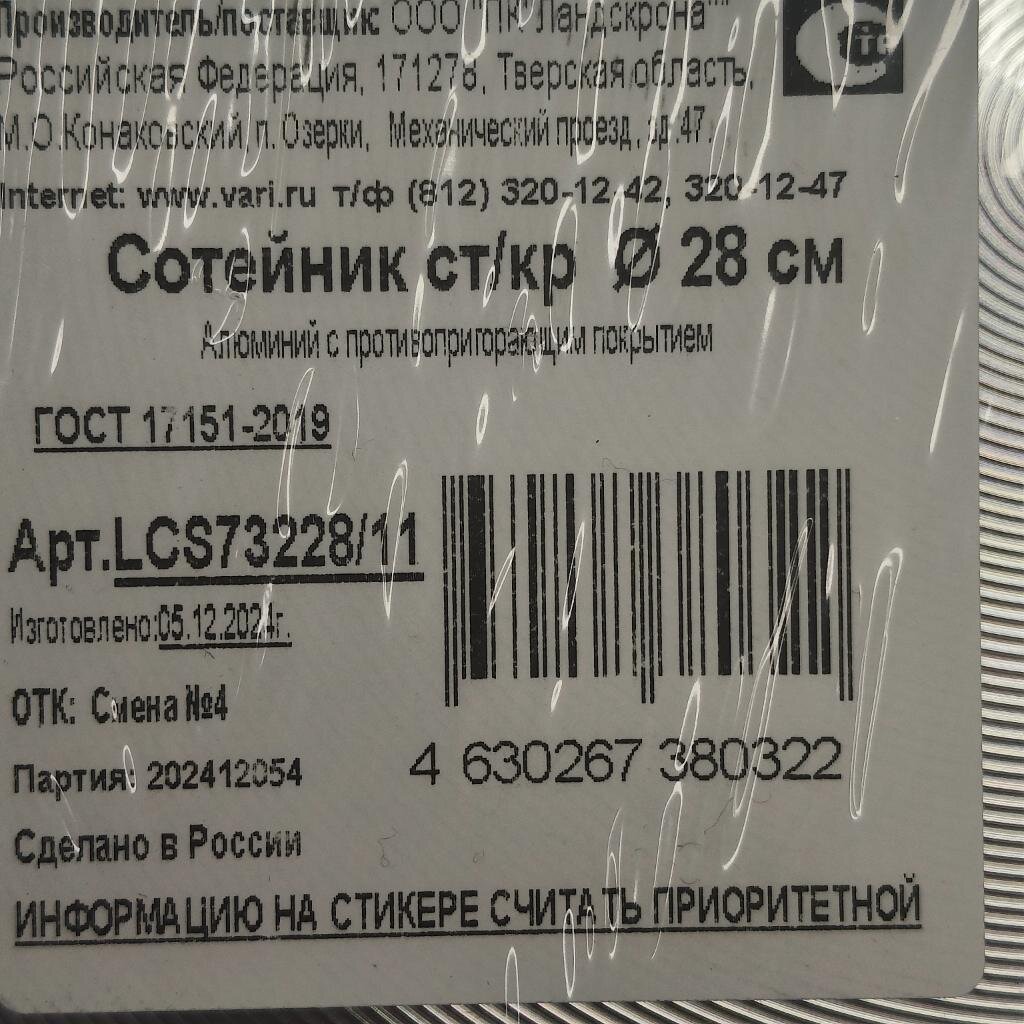 Производитель/поставщик: ООО "ПК"Ландскрона""
Российская Федерация, 171278, Тверская область,
М.О.Конаковский, п.Озерки, Механический проезд, зд.47.
Internet: www.vari.ru т/ф (812) 320-12-42, 320-12-47
Сотейник ст/кр Ø 28 см
Алюминий с противопригорающим покрытием
ГОСТ 17151-2019
Арт.LCS73228/11
Изготовлено:05.12.2024г.
ОТК: Смена №4
Партия: 202412054
4 630267 380322
Сделано в России
ИНФОРМАЦИЮ НА СТИКЕРЕ СЧИТАТЬ ПРИОРИТЕТНОЙ